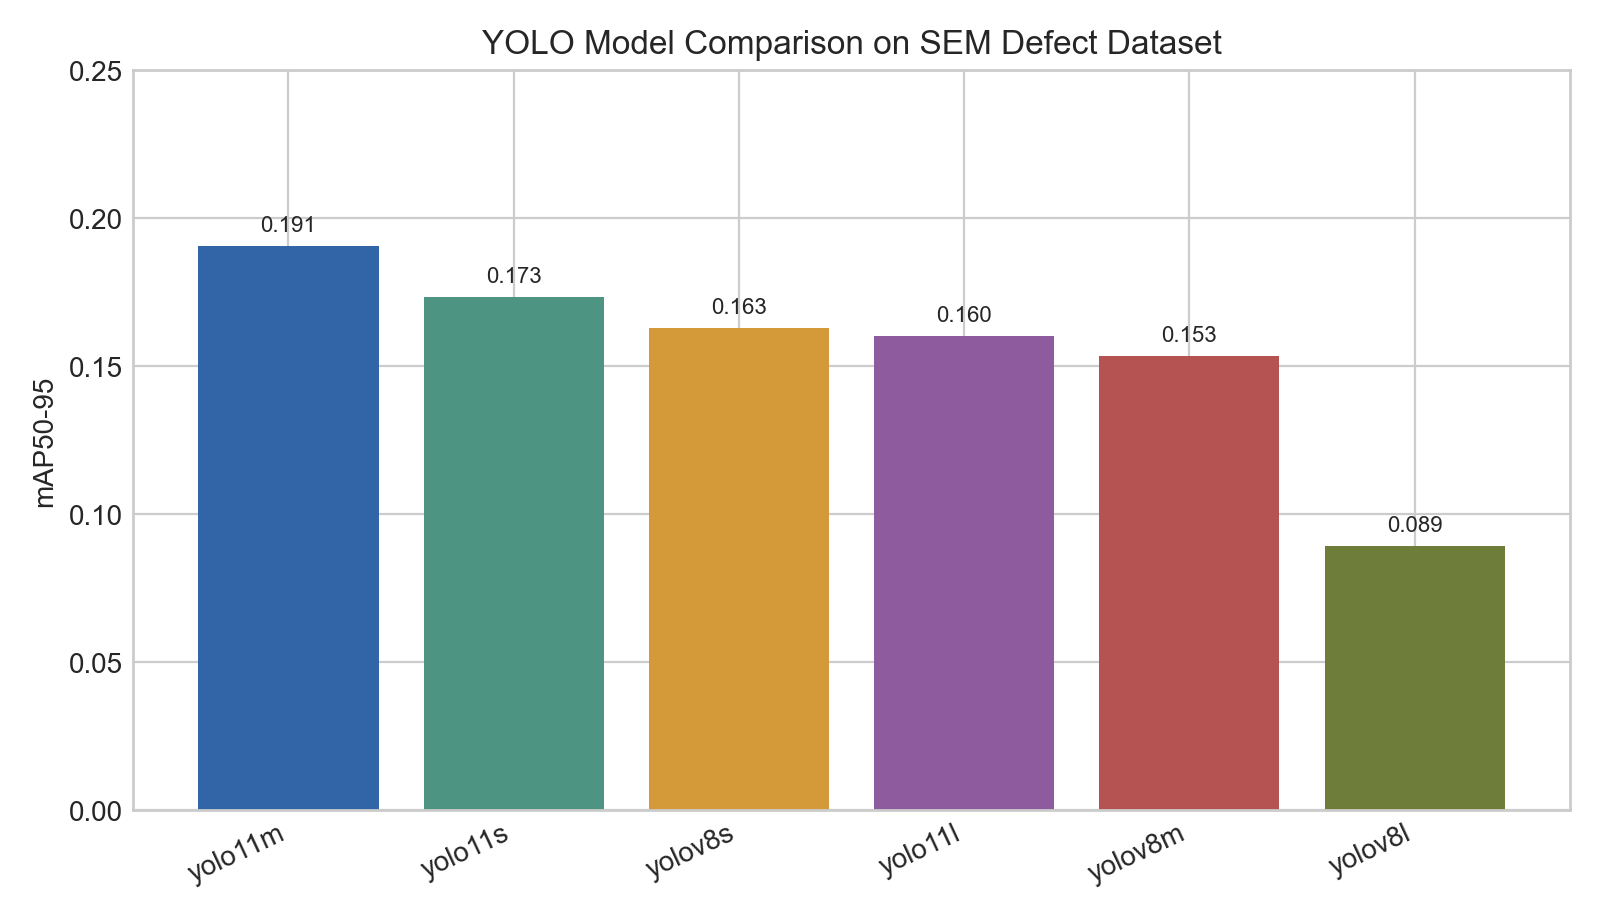 YOLO Model Comparison on SEM Defect Dataset
mAP50-95
0.25
0.20
0.15
0.10
0.05
0.00
0.191
0.173
0.163
0.160
0.153
0.089
yolo11m
yolo11s
yolov8s
yolo11l
yolov8m
yolov8l